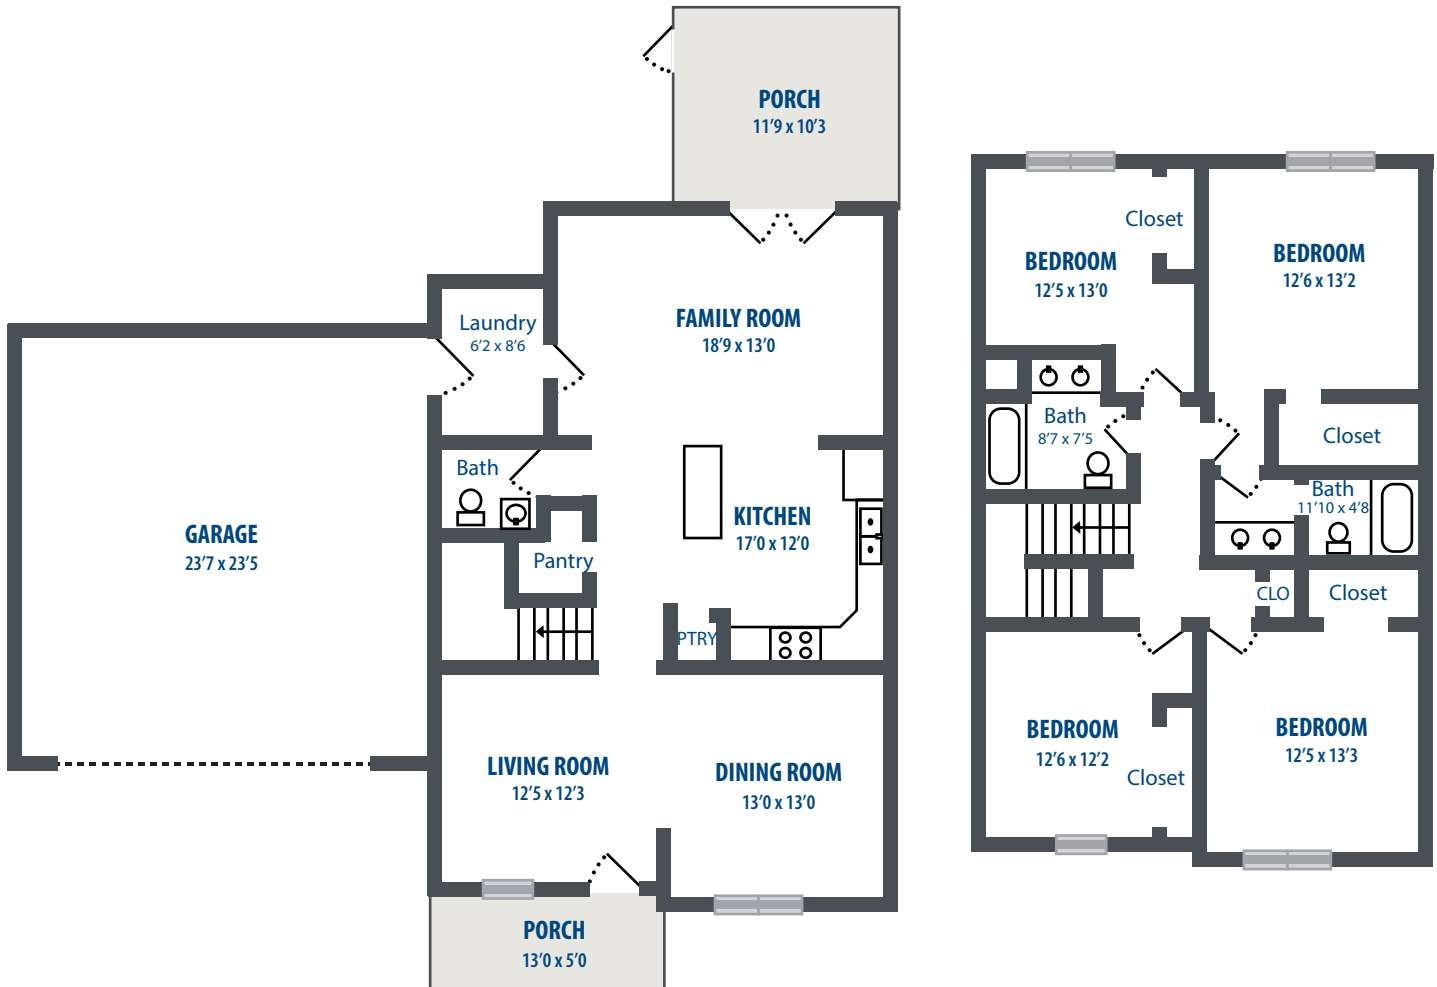 PORCH
11'9 x 10'3
FAMILY ROOM
18'9 x 13'0
Laundry
6'2 x 8'6
Bath
GARAGE
23'7 x 23'5
KITCHEN
17'0 x 12'0
Pantry
PTRY
LIVING ROOM
12'5 x 12'3
DINING ROOM
13'0 x 13'0
PORCH
13'0 x 5'0
Closet
BEDROOM
12'5 x 13'0
BEDROOM
12'6 x 13'2
Bath
8'7 x 7'5
Closet
Bath
11'10 x 4'8
CLO
Closet
BEDROOM
12'6 x 12'2
Closet
BEDROOM
12'5 x 13'3